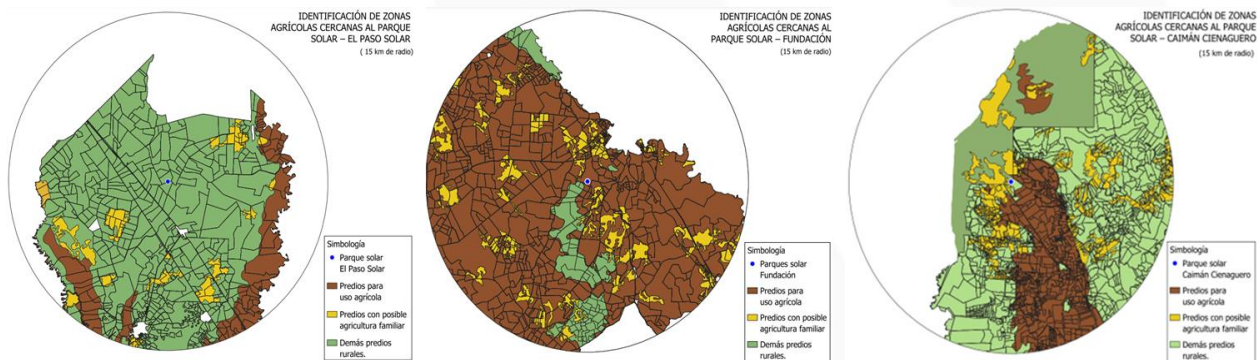 IDENTIFICACIÓN DE ZONAS
AGRÍCOLAS CERCANAS AL PARQUE
SOLAR – EL PASO SOLAR
( 15 km de radio)
Simbología
Parque solar
El Paso Solar
Predios para
uso agrícola
Predios con posible
agricultura familiar
Demás predios
rurales.
IDENTIFICACIÓN DE ZONAS
AGRÍCOLAS CERCANAS AL
PARQUE SOLAR – FUNDACIÓN
(15 km de radio)
Simbología
Parques solar
Fundación
Predios para
uso agrícola
Predios con posible
agricultura familiar
Demás predios
rurales.
IDENTIFICACIÓN DE ZONAS
AGRÍCOLAS CERCANAS AL PARQUE
SOLAR – CAIMÁN CIENAGUERO
(15 km de radio)
Simbología
Parque solar
Caimán Cienaguero
Predios para
uso agrícola
Predios con posible
agricultura familiar
Demás predios
rurales.